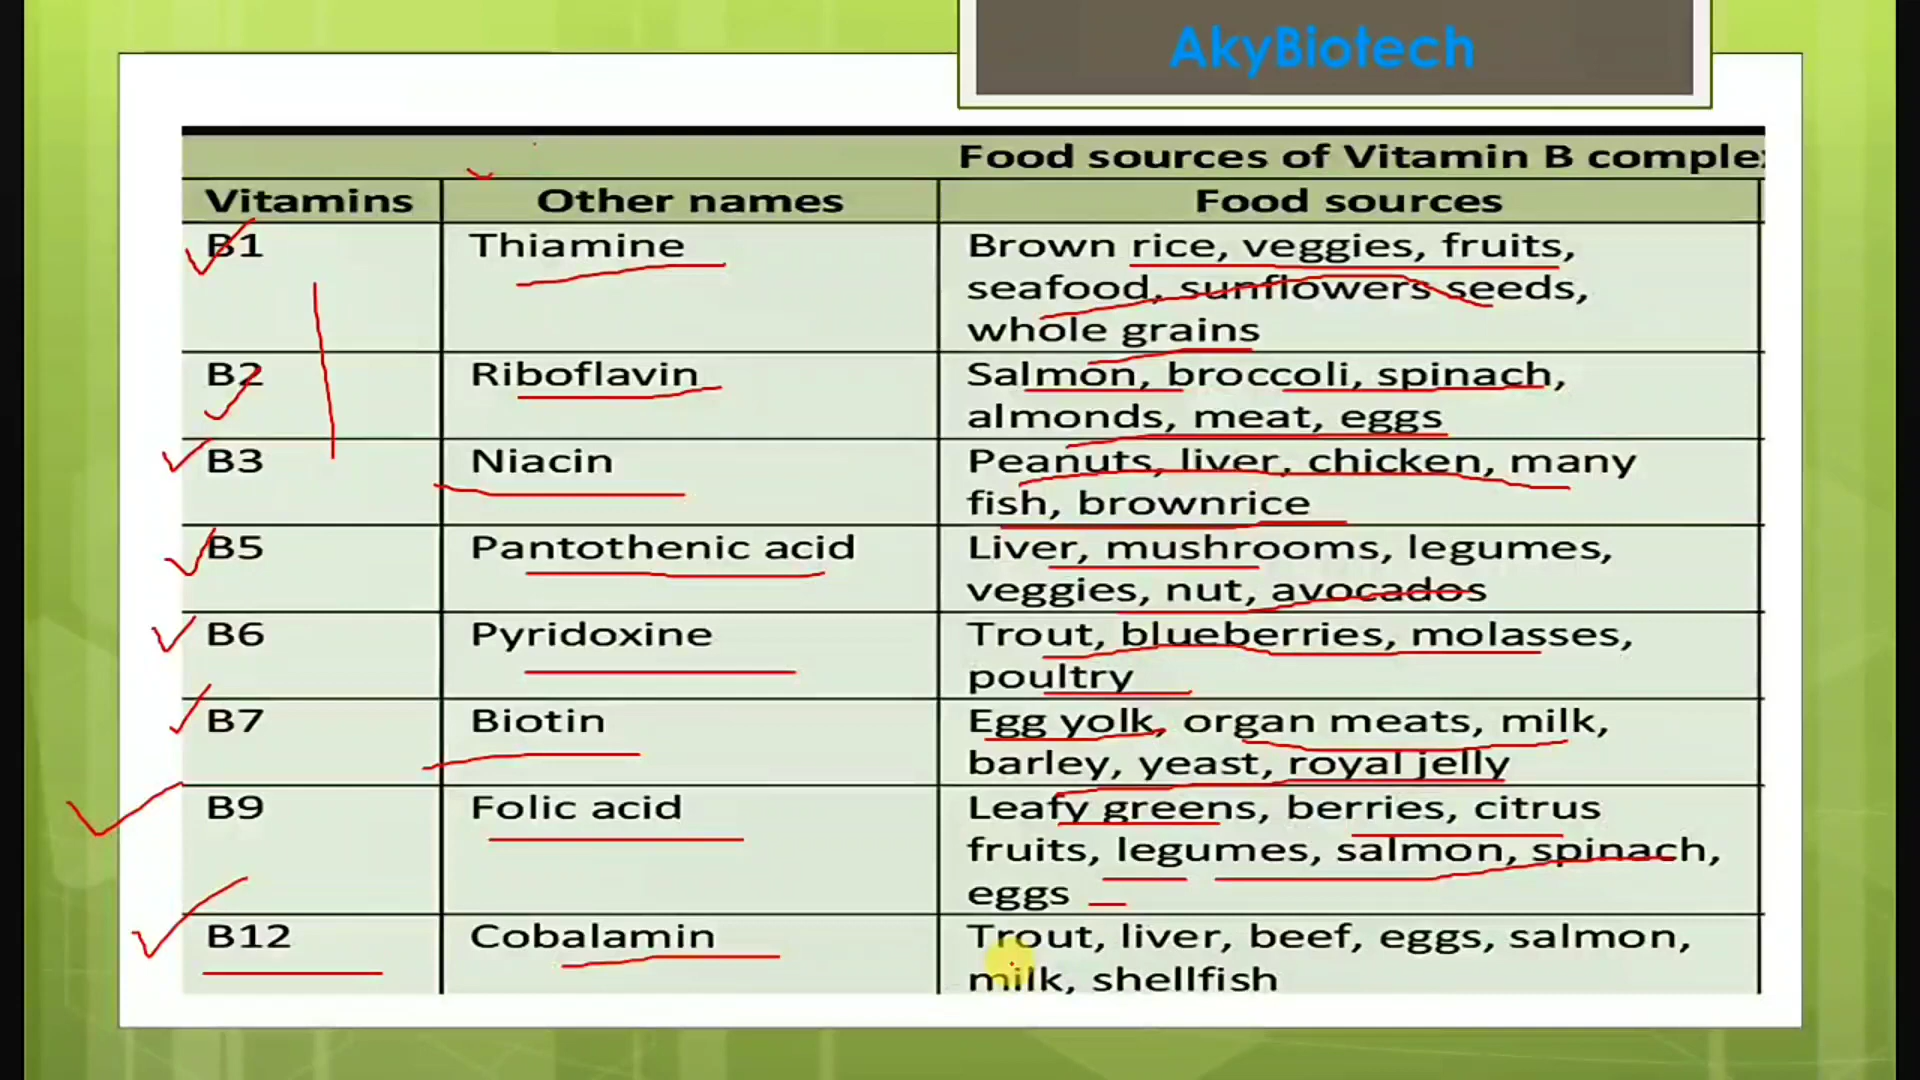 AkyBiotech
Food sources of Vitamin B comple
Vitamins Other names Food sources
B1 Thiamine Brown rice, veggies, fruits,
seafood, sunflowers seeds,
whole grains
B2 Riboflavin Salmon, broccoli, spinach,
almonds, meat, eggs
B3 Niacin Peanuts, liver, chicken, many
fish, brownrice
B5 Pantothenic acid Liver, mushrooms, legumes,
veggies, nut, avocados
B6 Pyridoxine Trout, blueberries, molasses,
poultry
B7 Biotin Egg yolk, organ meats, milk,
barley, yeast, royal jelly
B9 Folic acid Leafy greens, berries, citrus
fruits, legumes, salmon, spinach,
eggs
B12 Cobalamin Trout, liver, beef, eggs, salmon,
milk, shellfish